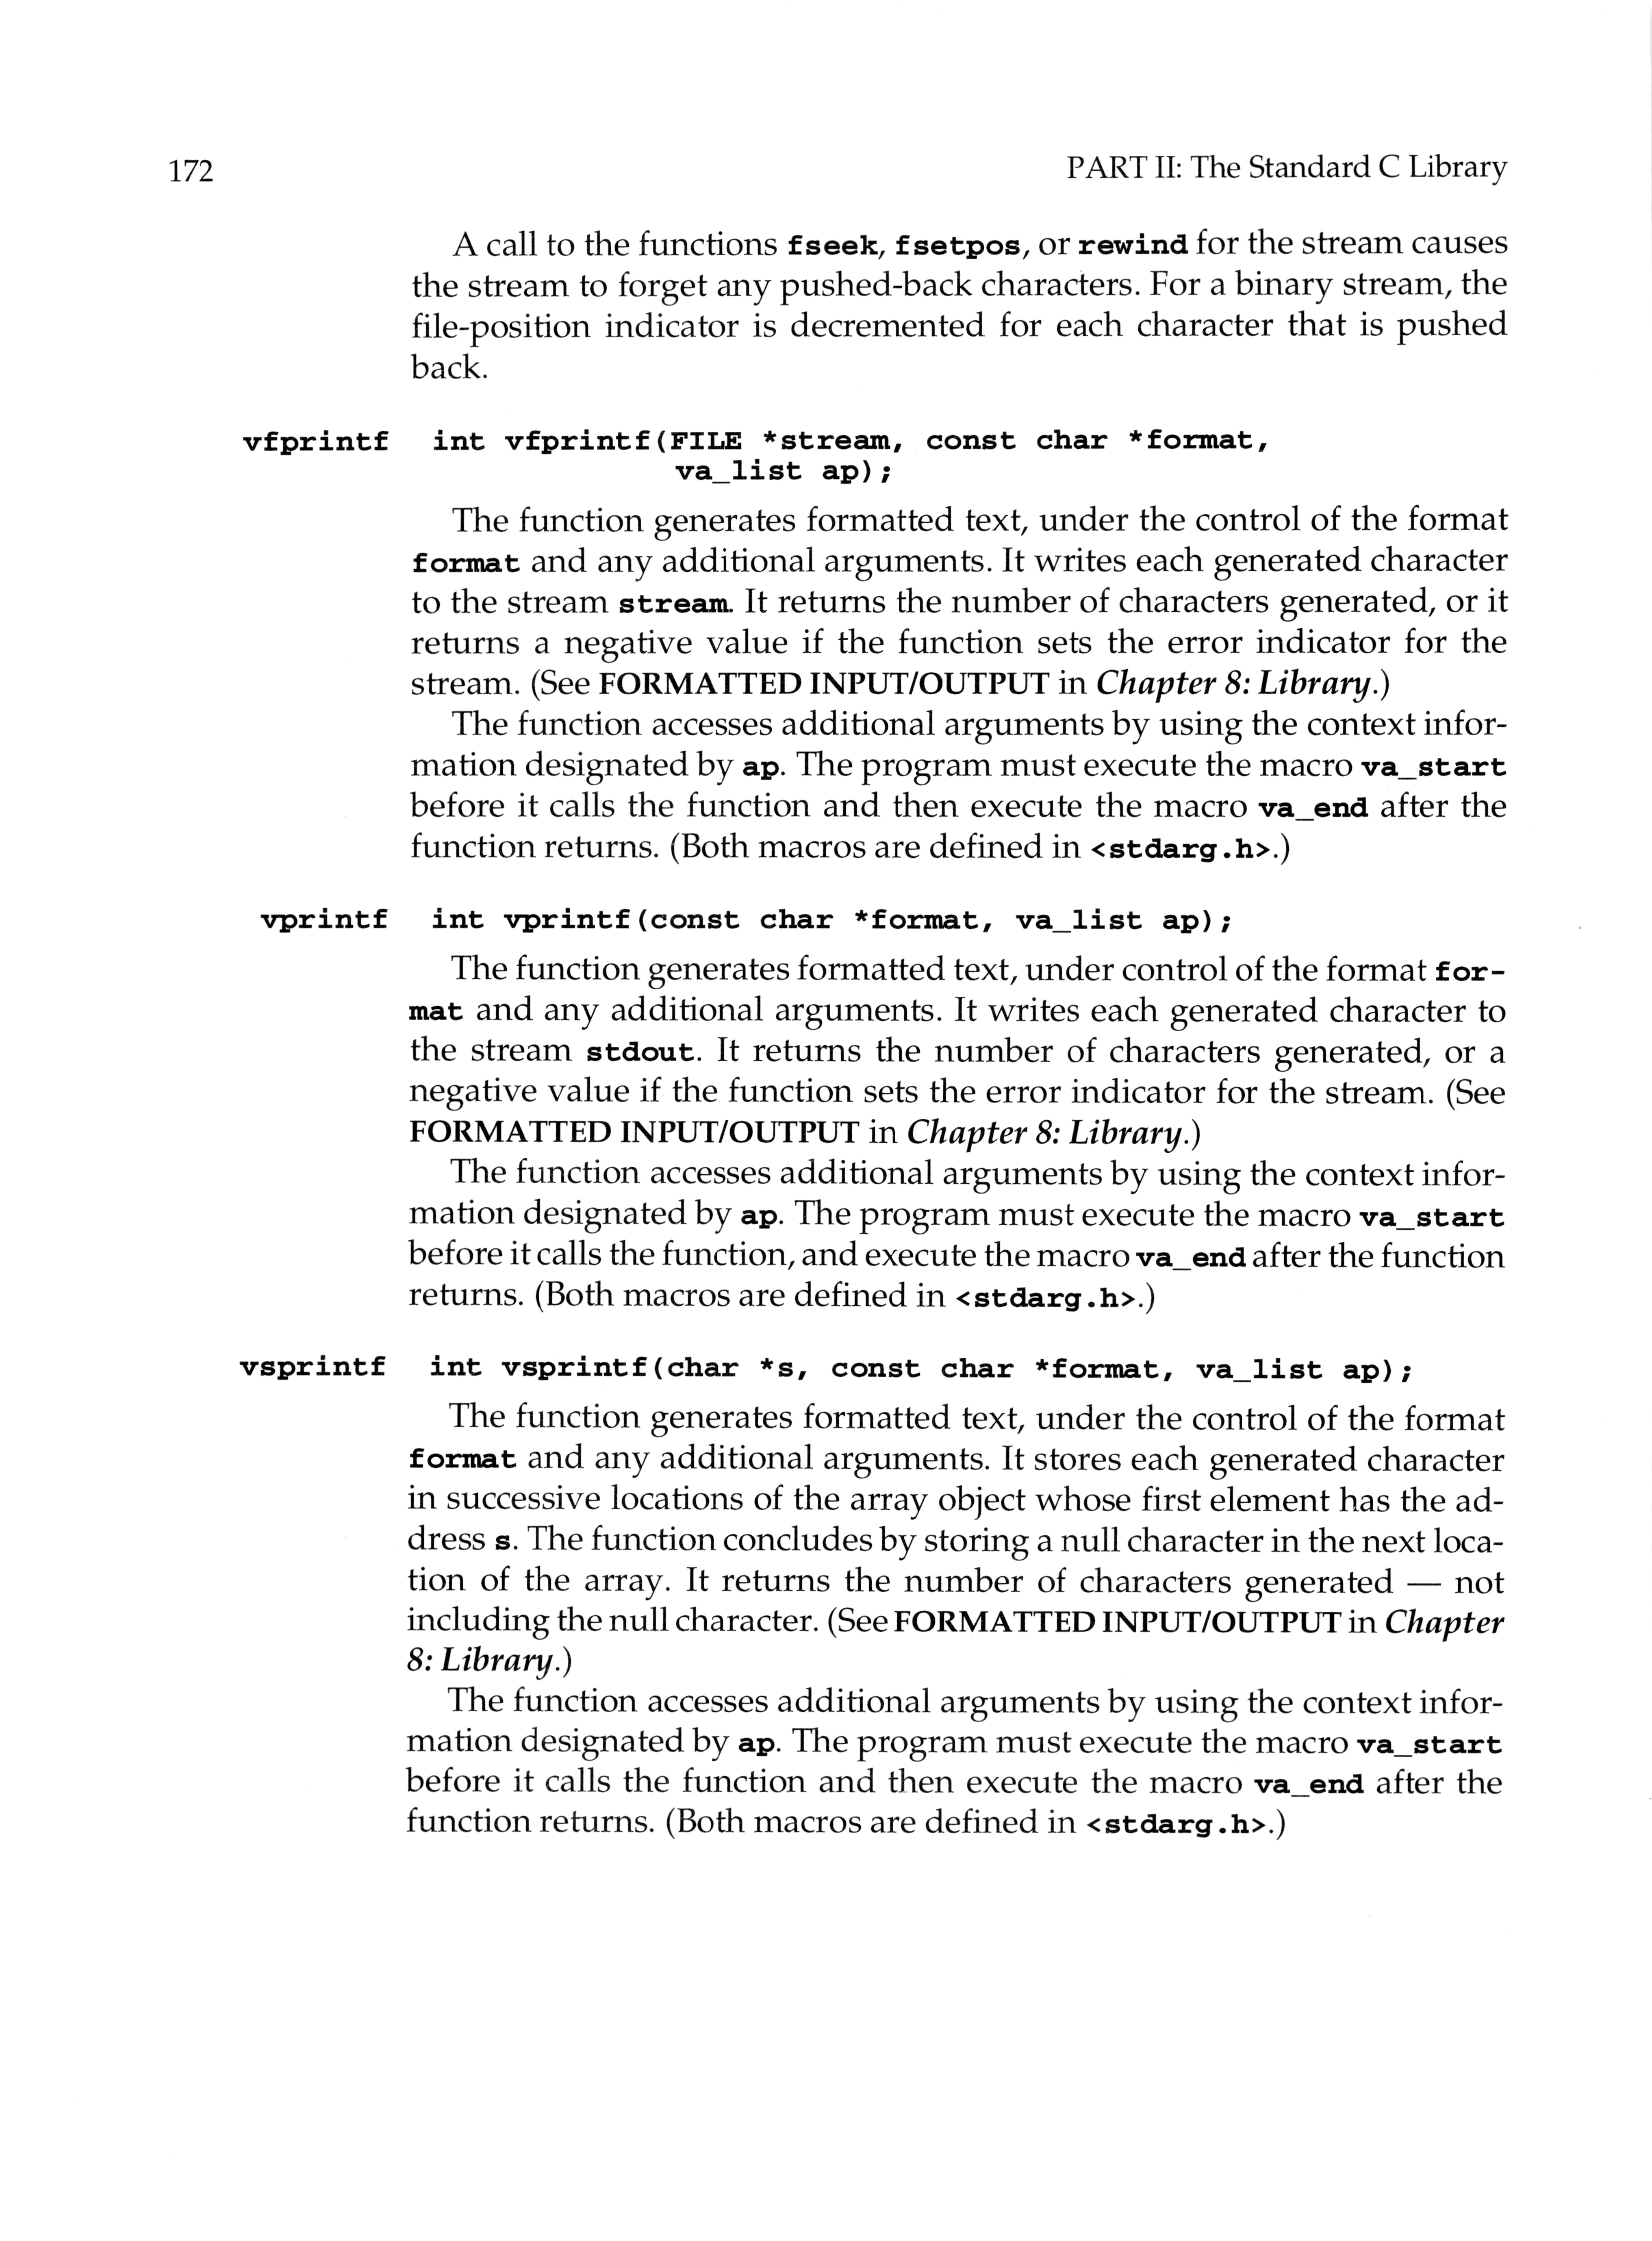 172 PART II: The Standard C Library
A call to the functions fseek, fsetpos, or rewind for the stream causes
the stream to forget any pushed-back characters. For a binary stream, the
file-position indicator is decremented for each character that is pushed
back.
vfprintf int vfprintf(FILE *stream, const char *format,
va_list ap);
The function generates formatted text, under the control of the format
format and any additional arguments. It writes each generated character
to the stream stream. It returns the number of characters generated, or it
returns a negative value if the function sets the error indicator for the
stream. (See FORMATTED INPUT/OUTPUT in Chapter 8: Library.)
The function accesses additional arguments by using the context infor-
mation designated by ap. The program must execute the macro va_start
before it calls the function and then execute the macro va_end after the
function returns. (Both macros are defined in <stdarg.h>.)
vprintf int vprintf(const char *format, va_list ap);
The function generates formatted text, under control of the format for-
mat and any additional arguments. It writes each generated character to
the stream stdout. It returns the number of characters generated, or a
negative value if the function sets the error indicator for the stream. (See
FORMATTED INPUT/OUTPUT in Chapter 8: Library.)
The function accesses additional arguments by using the context infor-
mation designated by ap. The program must execute the macro va_start
before it calls the function, and execute the macro va_end after the function
returns. (Both macros are defined in <stdarg.h>.)
vsprintf int vsprintf(char *s, const char *format, va_list ap);
The function generates formatted text, under the control of the format
format and any additional arguments. It stores each generated character
in successive locations of the array object whose first element has the ad-
dress s. The function concludes by storing a null character in the next loca-
tion of the array. It returns the number of characters generated — not
including the null character. (See FORMATTED INPUT/OUTPUT in Chapter
8: Library.)
The function accesses additional arguments by using the context infor-
mation designated by ap. The program must execute the macro va_start
before it calls the function and then execute the macro va_end after the
function returns. (Both macros are defined in <stdarg.h>.)